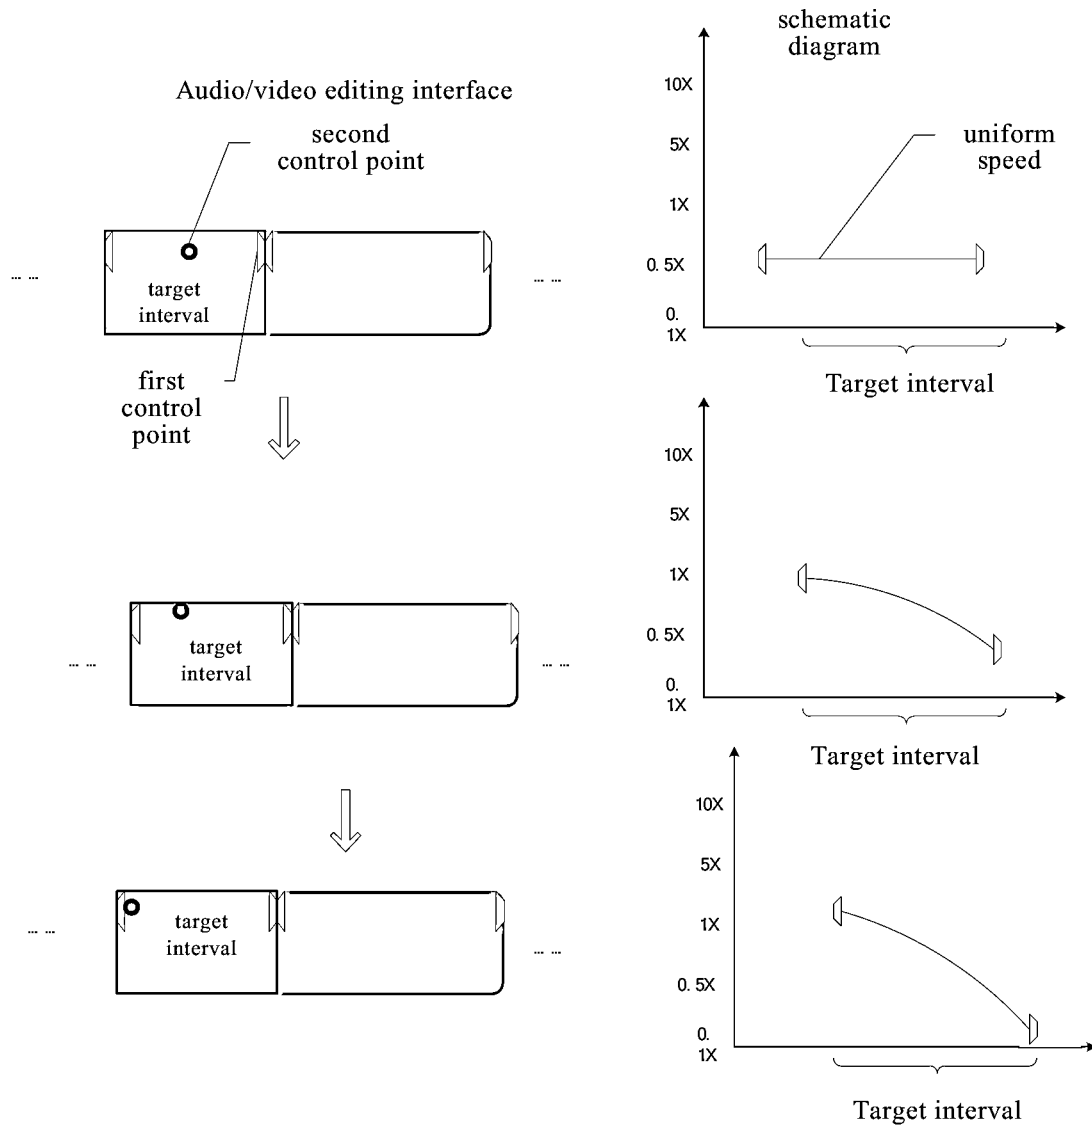 Audio/video editing interface
second
control point
... ...
target
interval
... ...
first
control
point
schematic
diagram
10X
5X
1X
0. 5X
0.
1X
uniform
speed
Target interval
... ...
target
interval
... ...
10X
5X
1X
0. 5X
0.
1X
Target interval
... ...
target
interval
... ...
10X
5X
1X
0. 5X
0.
1X
Target interval